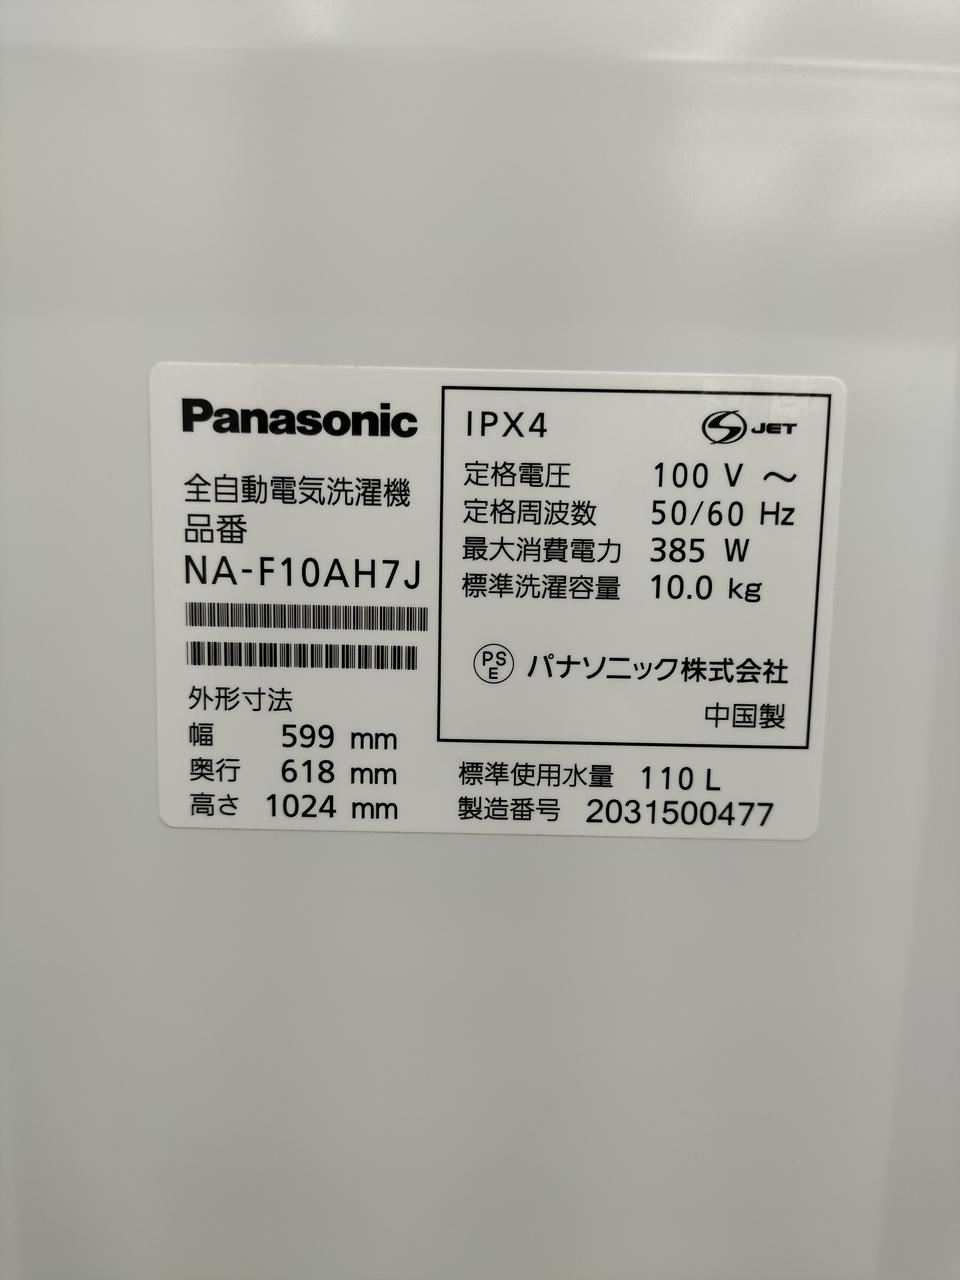 Panasonic
全自動電気洗濯機
品番
NA-F10AH7J
外形寸法
幅 599 mm
奥行 618 mm
高さ 1024 mm
IPX4
S JET
定格電圧 100 V ～
定格周波数 50/60 Hz
最大消費電力 385 W
標準洗濯容量 10.0 kg
PS
E
パナソニック株式会社
中国製
標準使用水量 110 L
製造番号 2031500477